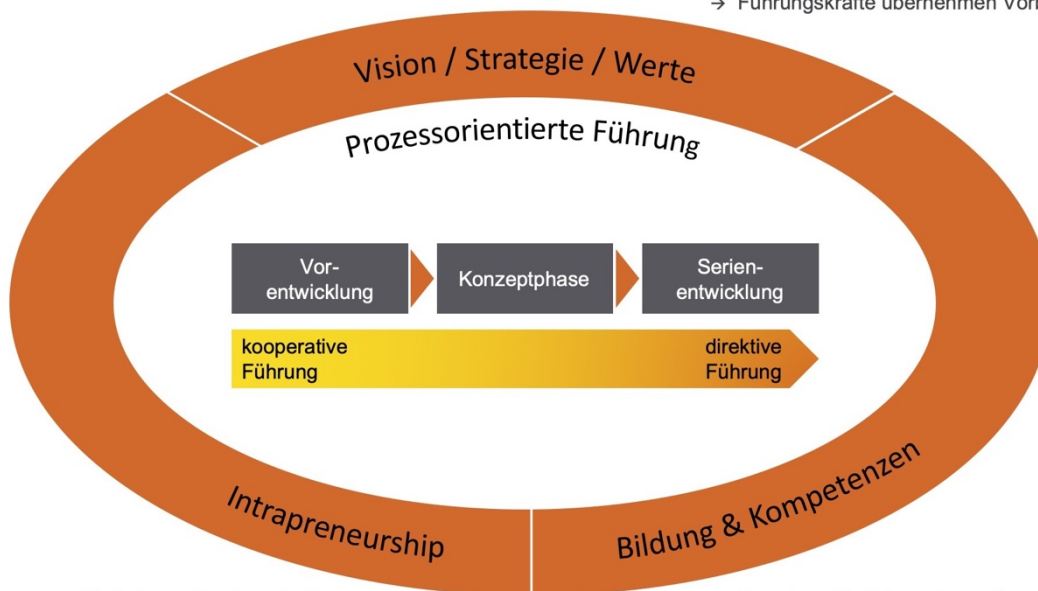 → Führungskräfte übernehmen
Vision / Strategie / Werte
Prozessorientierte Führung
Vor-
entwicklung
Konzeptphase
Serien-
entwicklung
kooperative
Führung
direktive
Führung
Intrapreneurship
Bildung & Kompetenzen